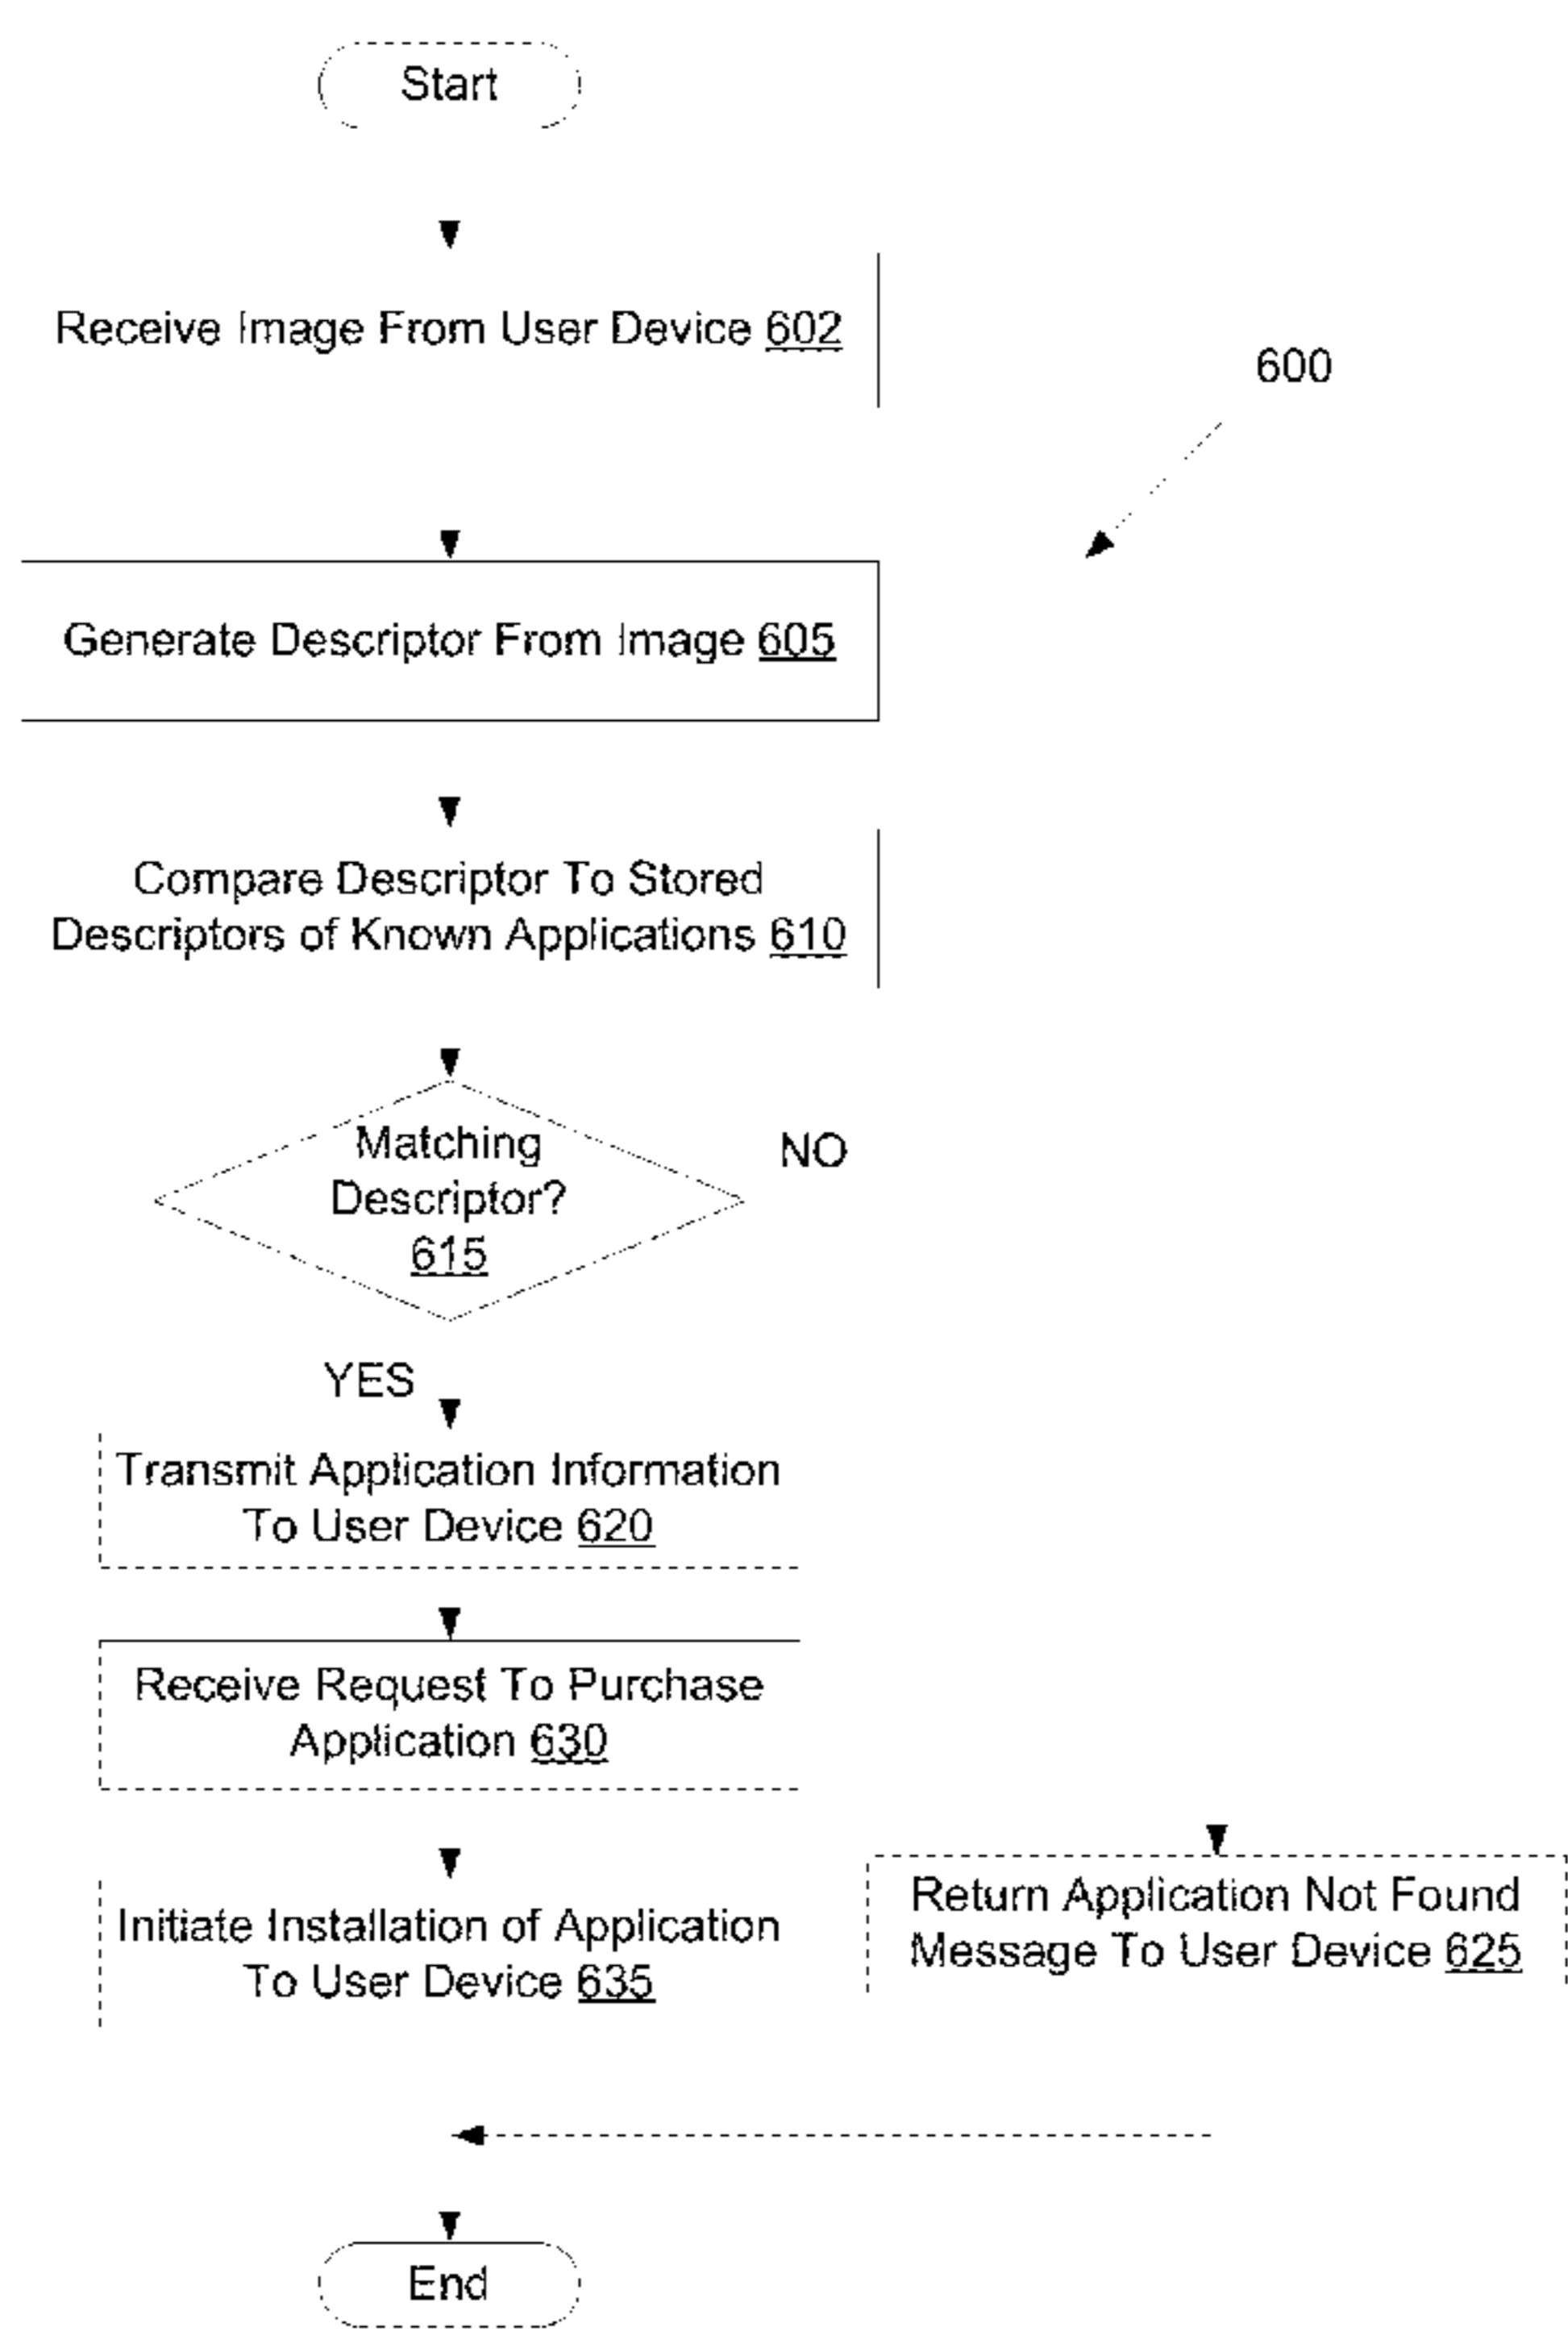 Start
Receive Image From User Device 602
600
Generate Descriptor From Image 605
Compare Descriptor To Stored
Descriptors of Known Applications 610
Matching
Descriptor?
615
NO
YES
Transmit Application Information
To User Device 620
Receive Request To Purchase
Application 630
Initiate Installation of Application
To User Device 635
Return Application Not Found
Message To User Device 625
End